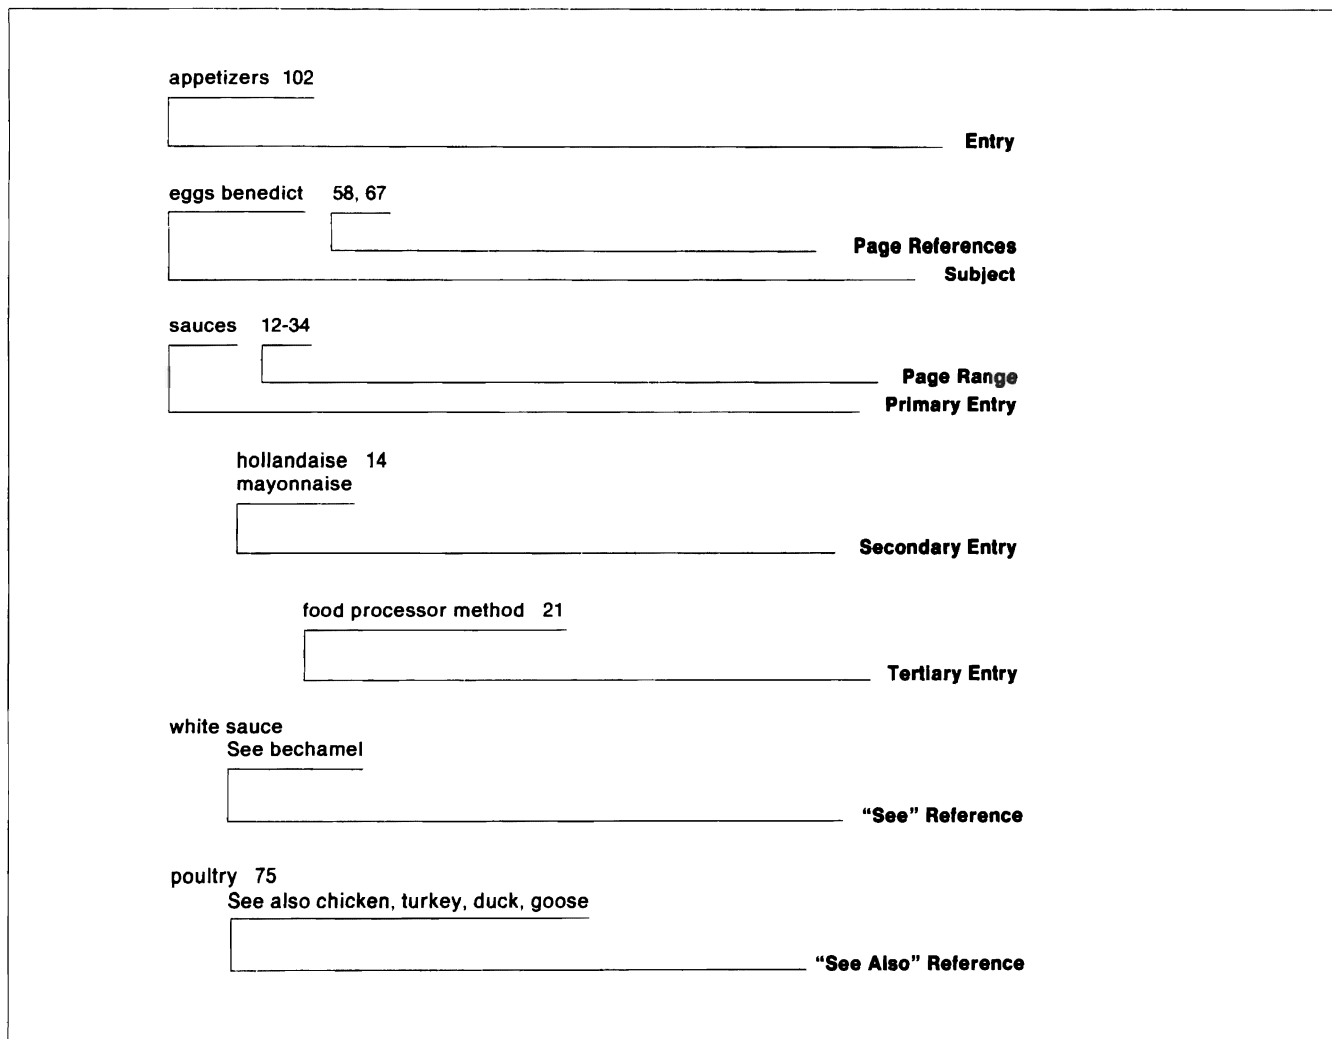 appetizers 102
Entry
eggs benedict 58, 67
Page References
Subject
sauces 12-34
Page Range
Primary Entry
hollandaise 14
mayonnaise
Secondary Entry
food processor method 21
Tertiary Entry
white sauce
See bechamel
“See” Reference
poultry 75
See also chicken, turkey, duck, goose
“See Also” Reference